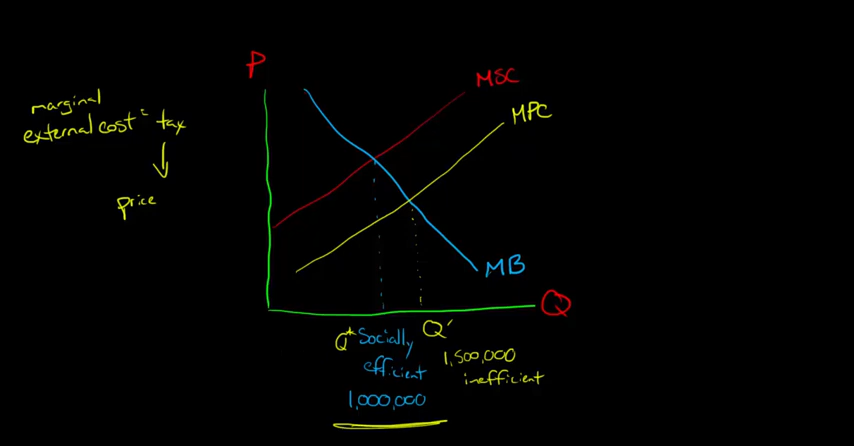 P
MSC
MPC
marginal
external cost = tax
price
MB
Q
Q* Socially
efficient
1,000,000
Q'
1,500,000
inefficient